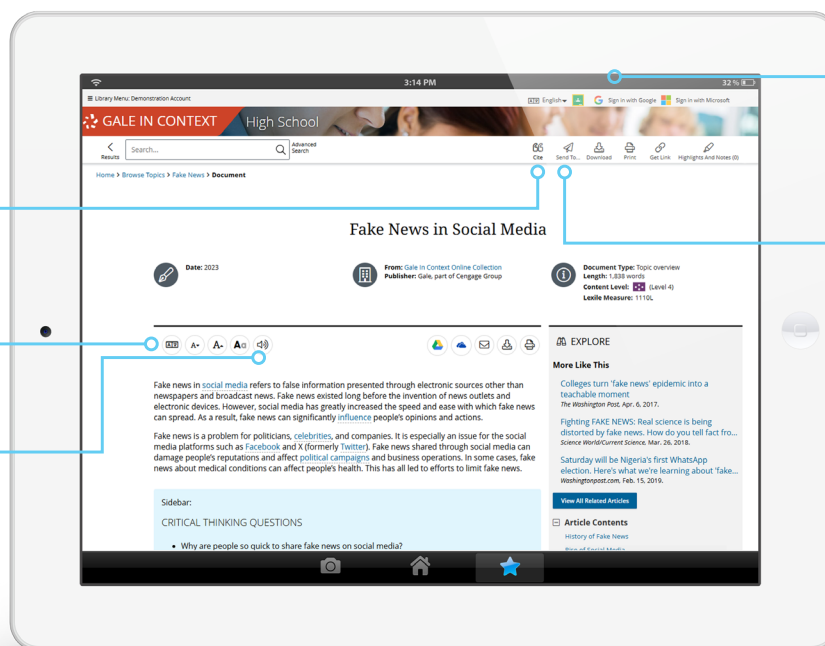 3:14 PM
32 %
Library Menu: Demonstration Account
English
Sign in with Google
Sign in with Microsoft
GALE IN CONTEXT
High School
Results
Search...
Advanced
Search
Cite
Send To...
Download
Print
Get Link
Highlights And Notes (0)
Home > Browse Topics > Fake News > Document
Fake News in Social Media
Date: 2023
From: Gale In Context Online Collection
Publisher: Gale, part of Cengage Group
Document Type: Topic overview
Length: 1,838 words
Content Level: (Level 4)
Lexile Measure: 1110L
A A Aa
Fake news in social media refers to false information presented through electronic sources other than
newspapers and broadcast news. Fake news existed long before the invention of news outlets and
electronic devices. However, social media has greatly increased the speed and ease with which fake news
can spread. As a result, fake news can significantly influence people's opinions and actions.
Fake news is a problem for politicians, celebrities, and companies. It is especially an issue for the social
media platforms such as Facebook and X (formerly Twitter). Fake news shared through social media can
damage people's reputations and affect political campaigns and business operations. In some cases, fake
news about medical conditions can affect people's health. This has all led to efforts to limit fake news.
Sidebar:
CRITICAL THINKING QUESTIONS
• Why are people so quick to share fake news on social media?
EXPLORE
More Like This
Colleges turn 'fake news' epidemic into a
teachable moment
The Washington Post, Apr. 6, 2017.
Fighting FAKE NEWS: Real science is being
distorted by fake news. How do you tell fact fro...
Science World/Current Science, Mar. 26, 2018.
Saturday will be Nigeria's first WhatsApp
election. Here's what we're learning about 'fake...
Washingtonpost.com, Feb. 15, 2019.
View All Related Articles
Article Contents
History of Fake News
Rise of Social Media